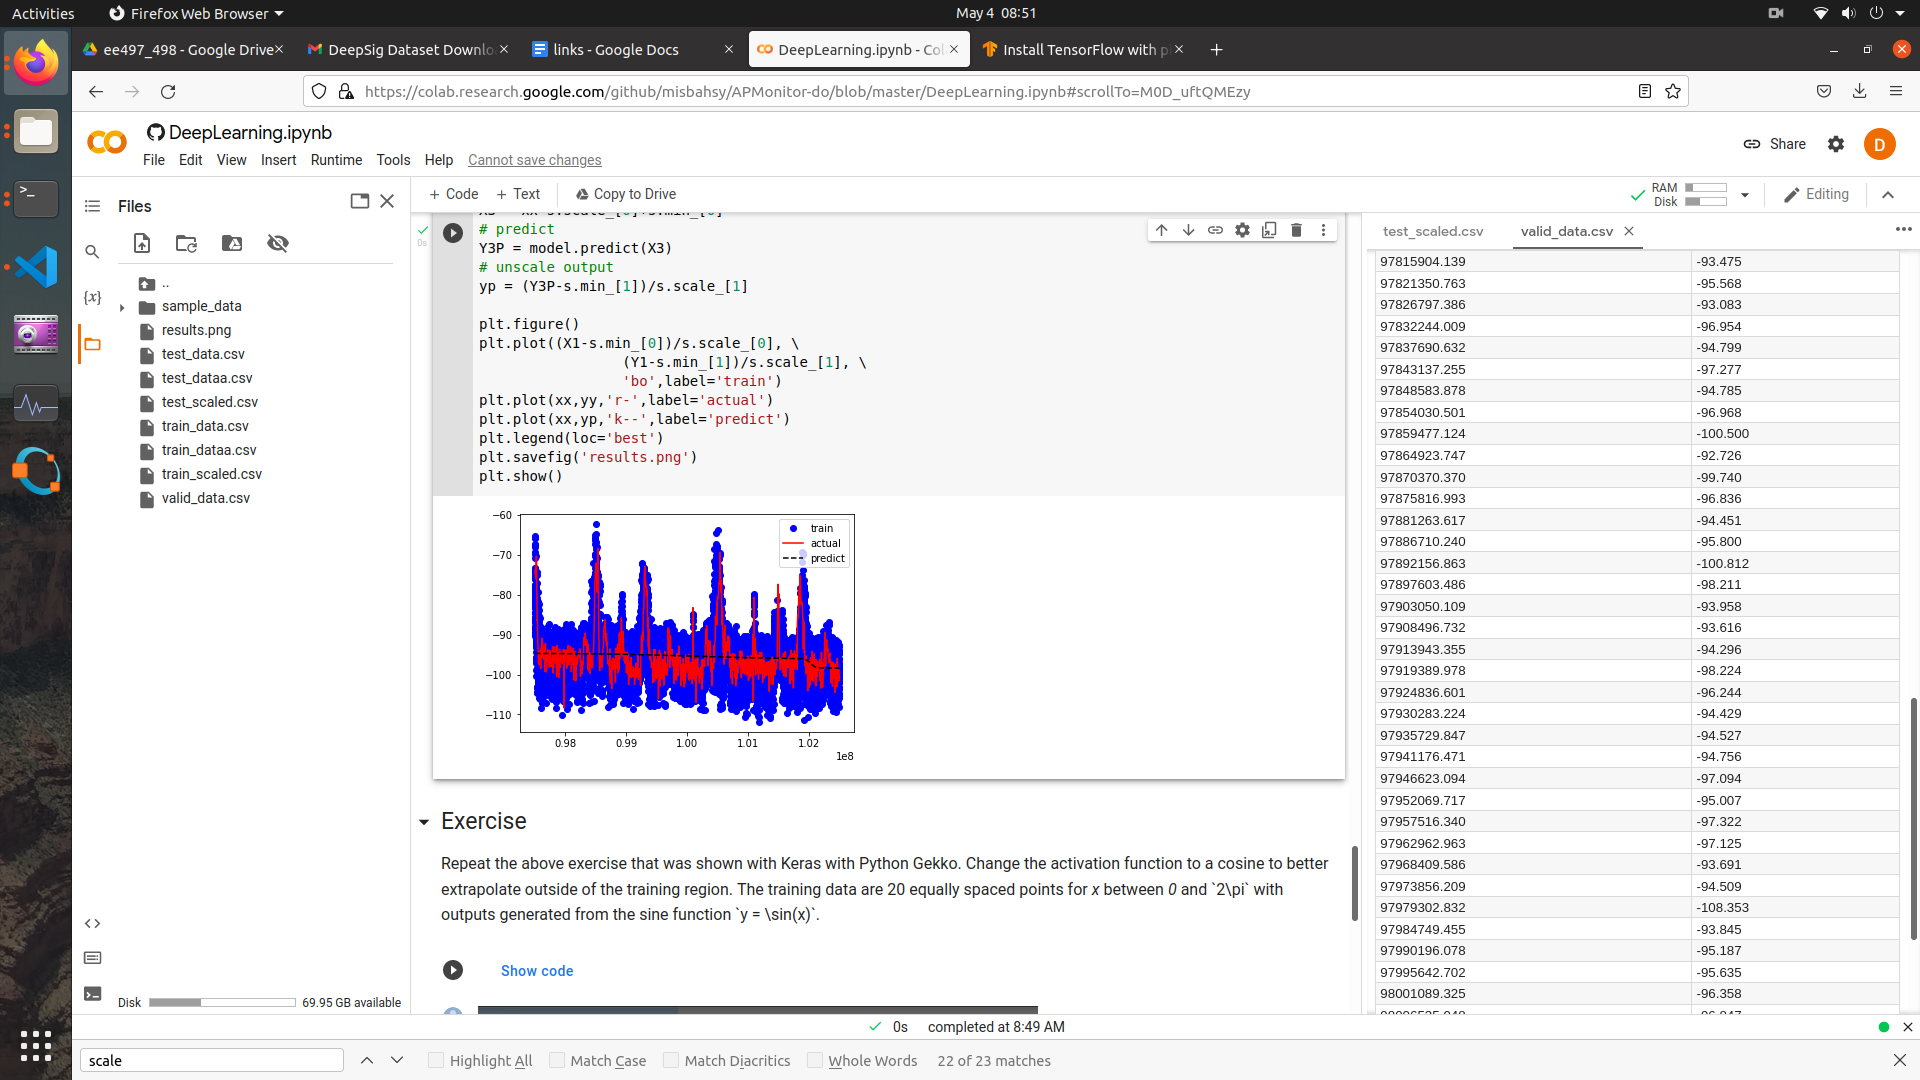 Activities
Firefox Web Browser
May 4 08:51
ee497_498 - Google Drive
DeepSig Dataset Downlo
links - Google Docs
DeepLearning.ipynb - Col
Install TensorFlow with p
https://colab.research.google.com/github/misbahsy/APMonitor-do/blob/master/DeepLearning.ipynb#scrollTo=M0D_uftQMEzy
DeepLearning.ipynb
File Edit View Insert Runtime Tools Help Cannot save changes
Share
D
Files
+ Code + Text Copy to Drive
RAM
Disk
Editing
..
sample_data
results.png
test_data.csv
test_dataa.csv
test_scaled.csv
train_data.csv
train_dataa.csv
train_scaled.csv
valid_data.csv
Disk 69.95 GB available
0s
# predict
Y3P = model.predict(X3)
# unscale output
yp = (Y3P-s.min_[1])/s.scale_[1]
plt.figure()
plt.plot((X1-s.min_[0])/s.scale_[0], \
(Y1-s.min_[1])/s.scale_[1], \
'bo',label='train')
plt.plot(xx,yy,'r-',label='actual')
plt.plot(xx,yp,'k--',label='predict')
plt.legend(loc='best')
plt.savefig('results.png')
plt.show()
train
actual
predict
−60
−70
−80
−90
−100
−110
0.98 0.99 1.00 1.01 1.02
1e8
Exercise
Repeat the above exercise that was shown with Keras with Python Gekko. Change the activation function to a cosine to better
extrapolate outside of the training region. The training data are 20 equally spaced points for x between 0 and `2\pi` with
outputs generated from the sine function `y = \sin(x)`.
Show code
test_scaled.csv valid_data.csv
97815904.139 -93.475
97821350.763 -95.568
97826797.386 -93.083
97832244.009 -96.954
97837690.632 -94.799
97843137.255 -97.277
97848583.878 -94.785
97854030.501 -96.968
97859477.124 -100.500
97864923.747 -92.726
97870370.370 -99.740
97875816.993 -96.836
97881263.617 -94.451
97886710.240 -95.800
97892156.863 -100.812
97897603.486 -98.211
97903050.109 -93.958
97908496.732 -93.616
97913943.355 -94.296
97919389.978 -98.224
97924836.601 -96.244
97930283.224 -94.429
97935729.847 -94.527
97941176.471 -94.756
97946623.094 -97.094
97952069.717 -95.007
97957516.340 -97.322
97962962.963 -97.125
97968409.586 -93.691
97973856.209 -94.509
97979302.832 -108.353
97984749.455 -93.845
97990196.078 -95.187
97995642.702 -95.635
98001089.325 -96.358
0s completed at 8:49 AM
scale
Highlight All Match Case Match Diacritics Whole Words 22 of 23 matches